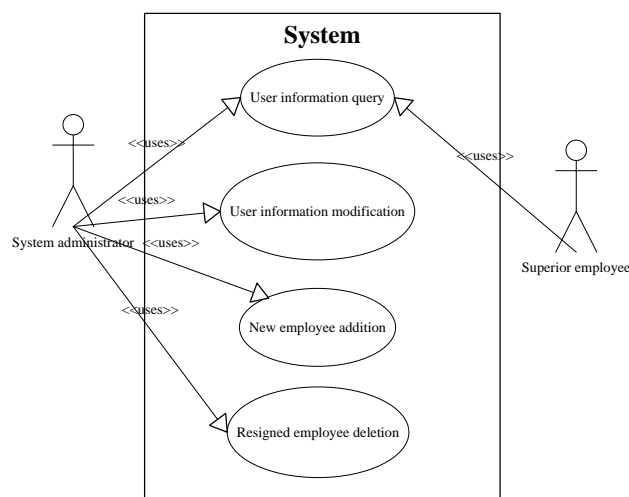 System
User information query
<<uses>>
<<uses>>
<<uses>>
User information modification
System administrator
<<uses>>
Superior employee
<<uses>>
New employee addition
Resigned employee deletion